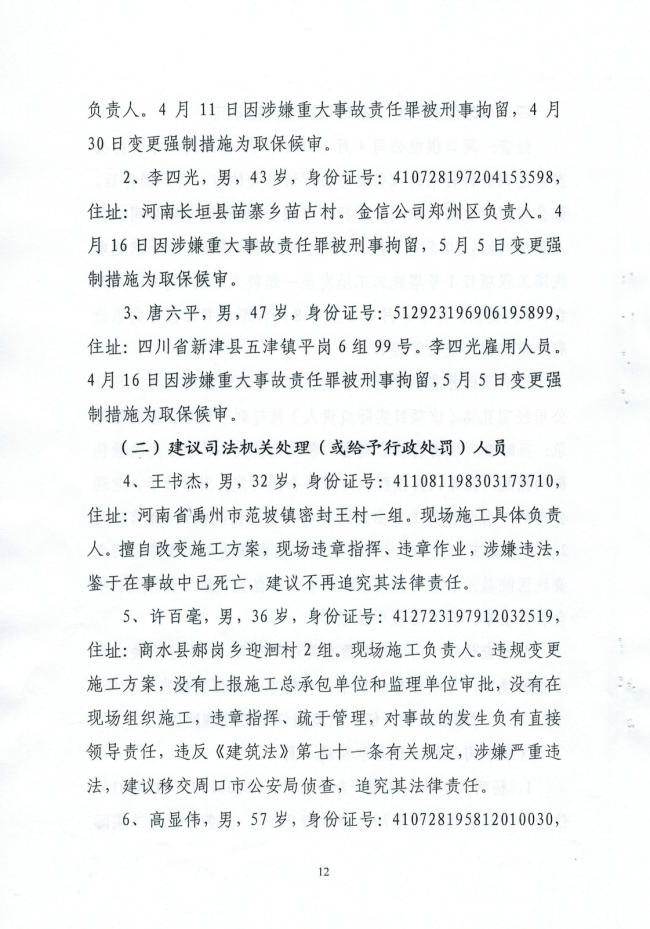 负责人。4 月 11 日因涉嫌重大事故责任罪被刑事拘留，4 月
30 日变更强制措施为取保候审。
2、李四光，男，43 岁，身份证号：410728197204153598，
住址：河南长垣县苗寨乡苗占村。金信公司郑州区负责人。4
月 16 日因涉嫌重大事故责任罪被刑事拘留，5 月 5 日变更强
制措施为取保候审。
3、唐六平，男，47 岁，身份证号：512923196906195899，
住址：四川省新津县五津镇平岗 6 组 99 号。李四光雇用人员。
4 月 16 日因涉嫌重大事故责任罪被刑事拘留，5 月 5 日变更强
制措施为取保候审。
（二）建议司法机关处理（或给予行政处罚）人员
4、王书杰，男，32 岁，身份证号：411081198303173710，
住址：河南省禹州市范坡镇密封王村一组。现场施工具体负责
人。擅自改变施工方案，现场违章指挥、违章作业，涉嫌违法，
鉴于在事故中已死亡，建议不再追究其法律责任。
5、许百毫，男，36 岁，身份证号：412723197912032519，
住址：商水县郝岗乡迎洄村 2 组。现场施工负责人。违规变更
施工方案，没有上报施工总承包单位和监理单位审批，没有在
现场组织施工，违章指挥、疏于管理，对事故的发生负有直接
领导责任，违反《建筑法》第七十一条有关规定，涉嫌严重违
法，建议移交周口市公安局侦查，追究其法律责任。
6、高显伟，男，57 岁，身份证号：410728195812010030，
12